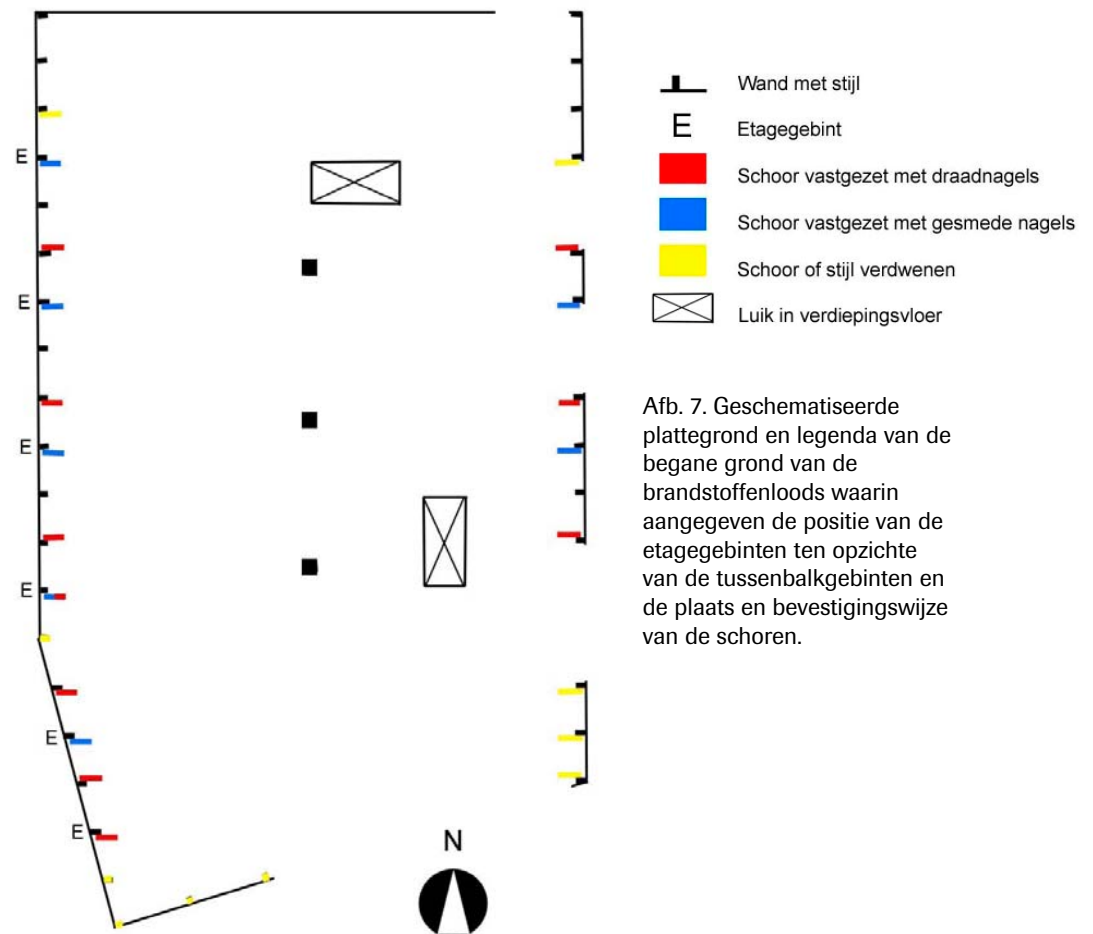 Wand met stijl
E Etagegebint
Schoor vastgezet met draadnagels
Schoor vastgezet met gesmede nagels
Schoor of stijl verdwenen
Luik in verdiepingsvloer
E
E
E
E
E
E
N
Afb. 7. Geschematiseerde
plattegrond en legenda van de
begane grond van de
brandstoffenloods waarin
aangegeven de positie van de
etagegebinten ten opzichte
van de tussenbalkgebinten en
de plaats en bevestigingswijze
van de schoren.